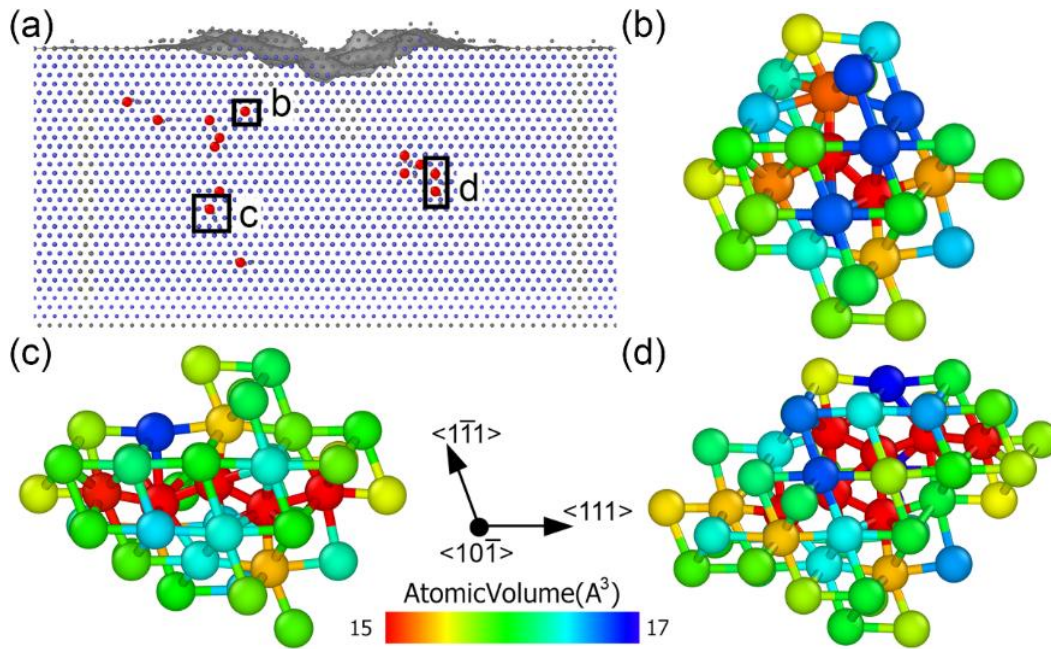 (a)
b
c
d
(b)
(c)
(d)
<11̅1>
<111>
<101̅>
AtomicVolume(A³)
15
17